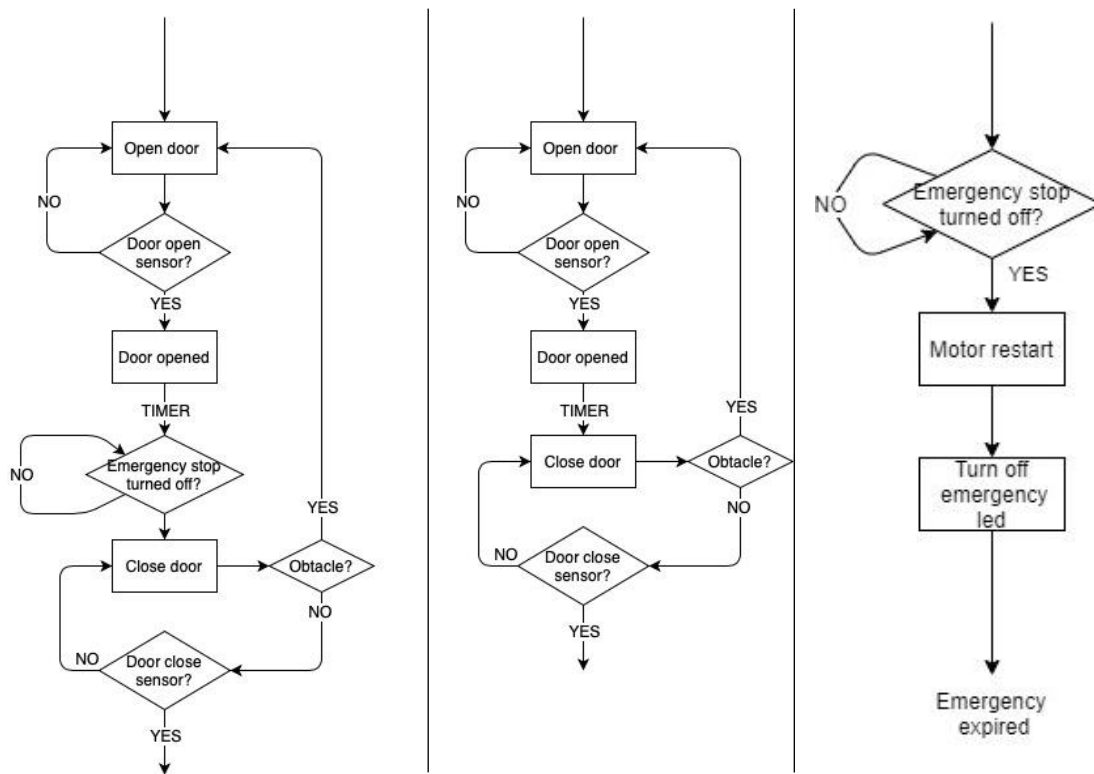 Open door
NO
Door open
sensor?
YES
Door opened
TIMER
Emergency stop
turned off?
NO
YES
Close door
Obtacle?
NO
NO
Door close
sensor?
YES
Open door
NO
Door open
sensor?
YES
Door opened
TIMER
YES
Close door
Obtacle?
NO
NO
Door close
sensor?
YES
Emergency stop
turned off?
NO
YES
Motor restart
Turn off
emergency
led
Emergency
expired